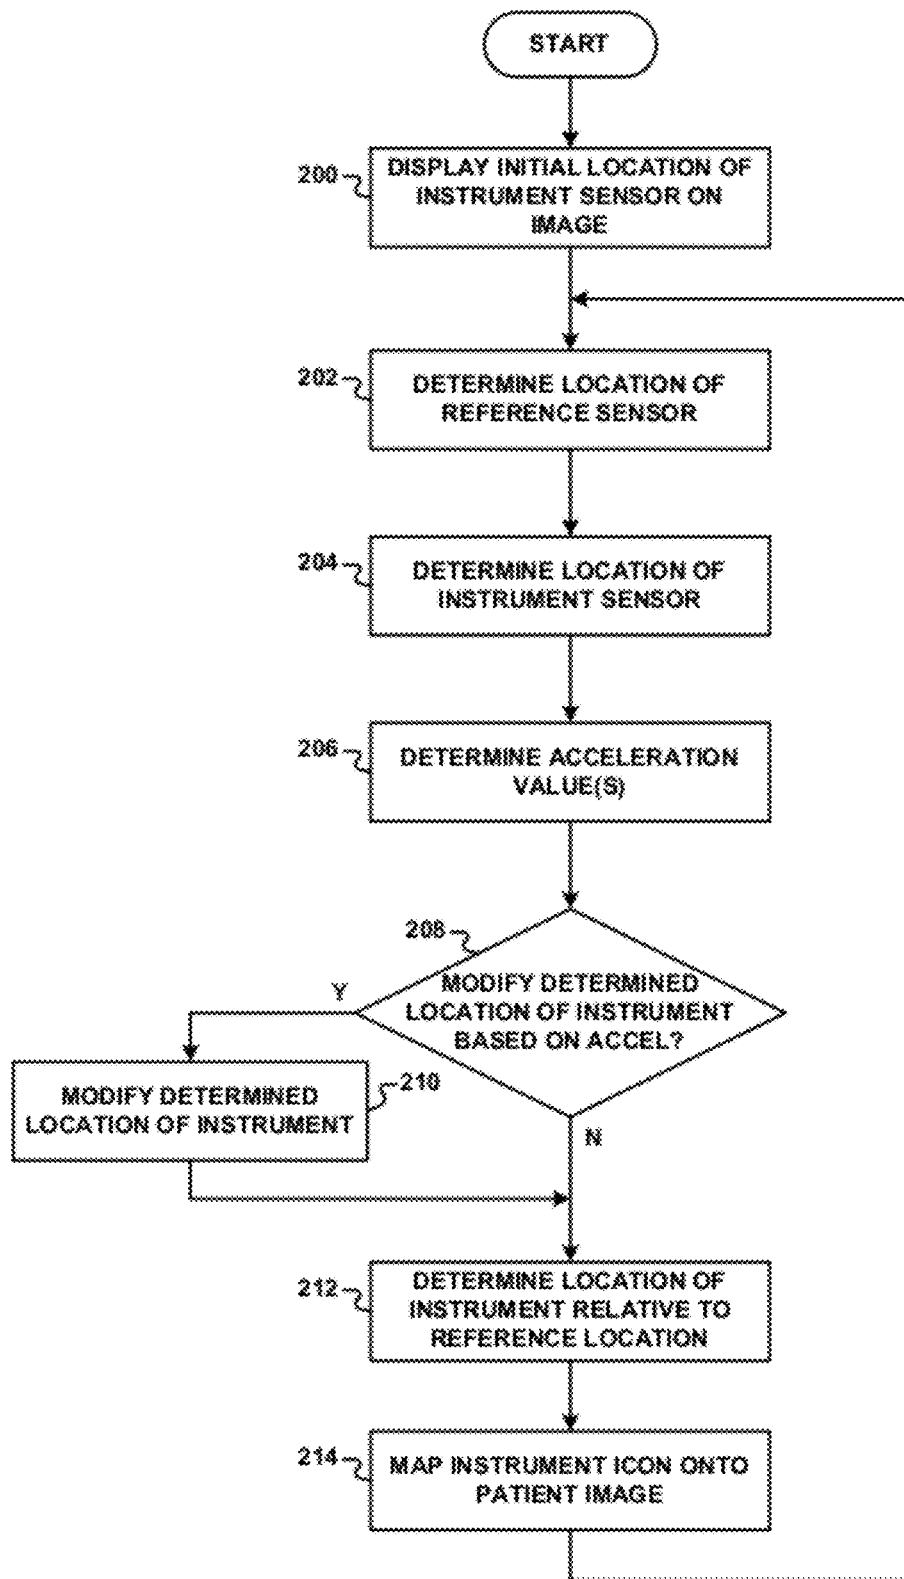 START
200
DISPLAY INITIAL LOCATION OF
INSTRUMENT SENSOR ON
IMAGE
202
DETERMINE LOCATION OF
REFERENCE SENSOR
204
DETERMINE LOCATION OF
INSTRUMENT SENSOR
206
DETERMINE ACCELERATION
VALUE(S)
208
MODIFY DETERMINED
LOCATION OF INSTRUMENT
BASED ON ACCEL?
Y
MODIFY DETERMINED
LOCATION OF INSTRUMENT
210
N
212
DETERMINE LOCATION OF
INSTRUMENT RELATIVE TO
REFERENCE LOCATION
214
MAP INSTRUMENT ICON ONTO
PATIENT IMAGE